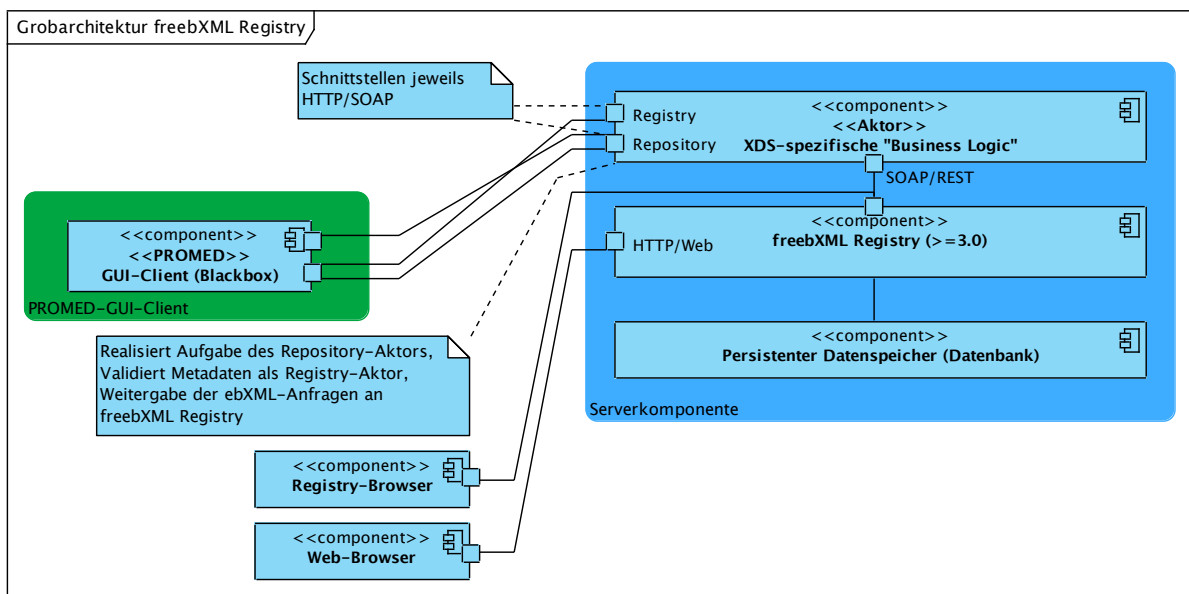 Grobarchitektur freebXML Registry
Schnittstellen jeweils
HTTP/SOAP
<<component>>
<<Aktor>>
XDS-spezifische "Business Logic"
Registry
Repository
SOAP/REST
<<component>>
freebXML Registry (>=3.0)
HTTP/Web
<<component>>
Persistenter Datenspeicher (Datenbank)
Serverkomponente
<<component>>
<<PROMED>>
GUI-Client (Blackbox)
PROMED-GUI-Client
Realisiert Aufgabe des Repository-Aktors,
Validiert Metadaten als Registry-Aktor,
Weitergabe der ebXML-Anfragen an
freebXML Registry
<<component>>
Registry-Browser
<<component>>
Web-Browser